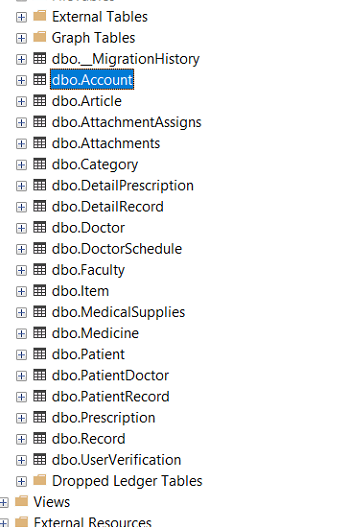 External Tables
Graph Tables
dbo.__MigrationHistory
dbo.Account
dbo.Article
dbo.AttachmentAssigns
dbo.Attachments
dbo.Category
dbo.DetailPrescription
dbo.DetailRecord
dbo.Doctor
dbo.DoctorSchedule
dbo.Faculty
dbo.Item
dbo.MedicalSupplies
dbo.Medicine
dbo.Patient
dbo.PatientDoctor
dbo.PatientRecord
dbo.Prescription
dbo.Record
dbo.UserVerification
Dropped Ledger Tables
Views
External Resources